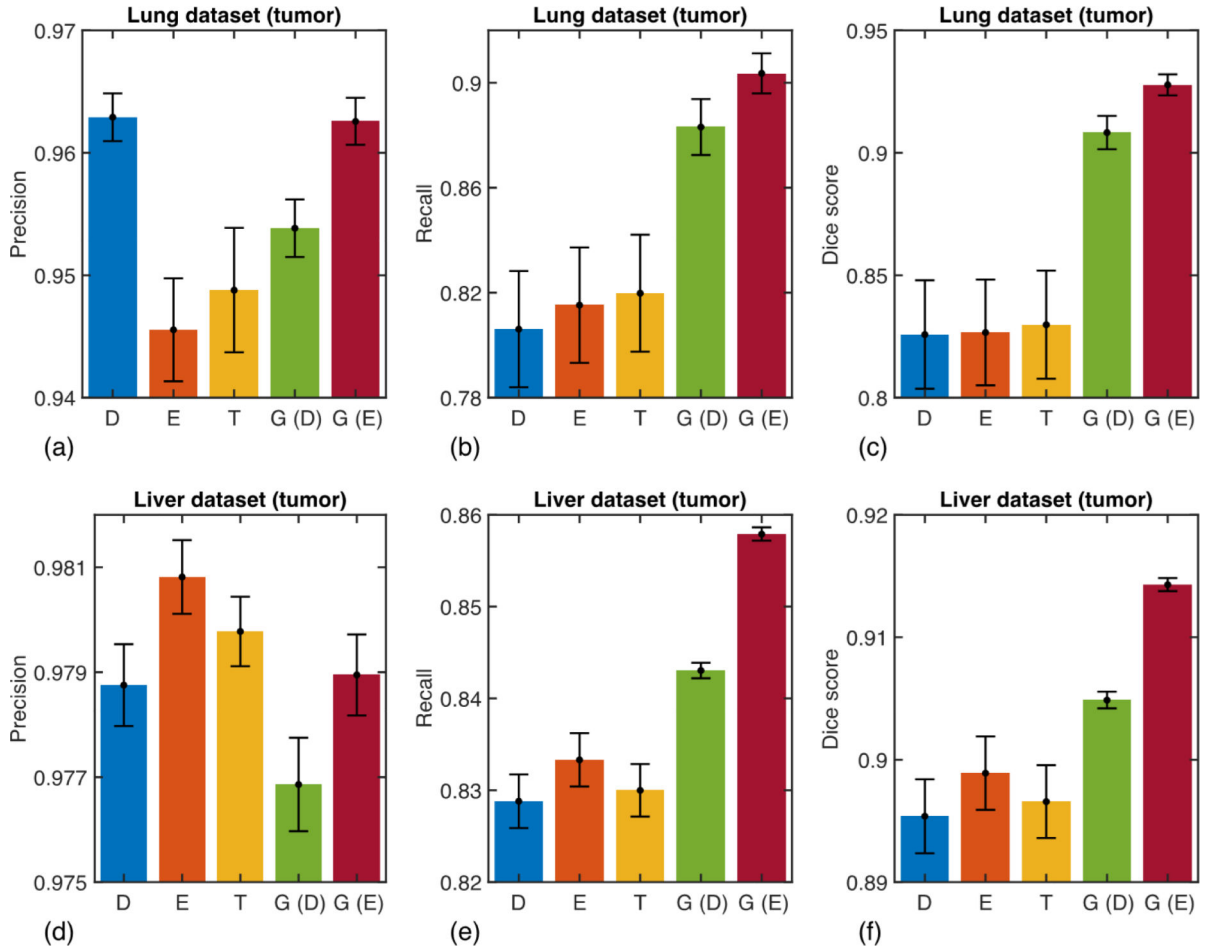 Lung dataset (tumor)
0.97
0.96
0.95
0.94
Precision
D E T G (D) G (E)
(a)
Lung dataset (tumor)
0.9
0.86
0.82
0.78
Recall
D E T G (D) G (E)
(b)
Lung dataset (tumor)
0.95
0.9
0.85
0.8
Dice score
D E T G (D) G (E)
(c)
Liver dataset (tumor)
0.981
0.979
0.977
0.975
Precision
D E T G (D) G (E)
(d)
Liver dataset (tumor)
0.86
0.85
0.84
0.83
0.82
Recall
D E T G (D) G (E)
(e)
Liver dataset (tumor)
0.92
0.91
0.9
0.89
Dice score
D E T G (D) G (E)
(f)